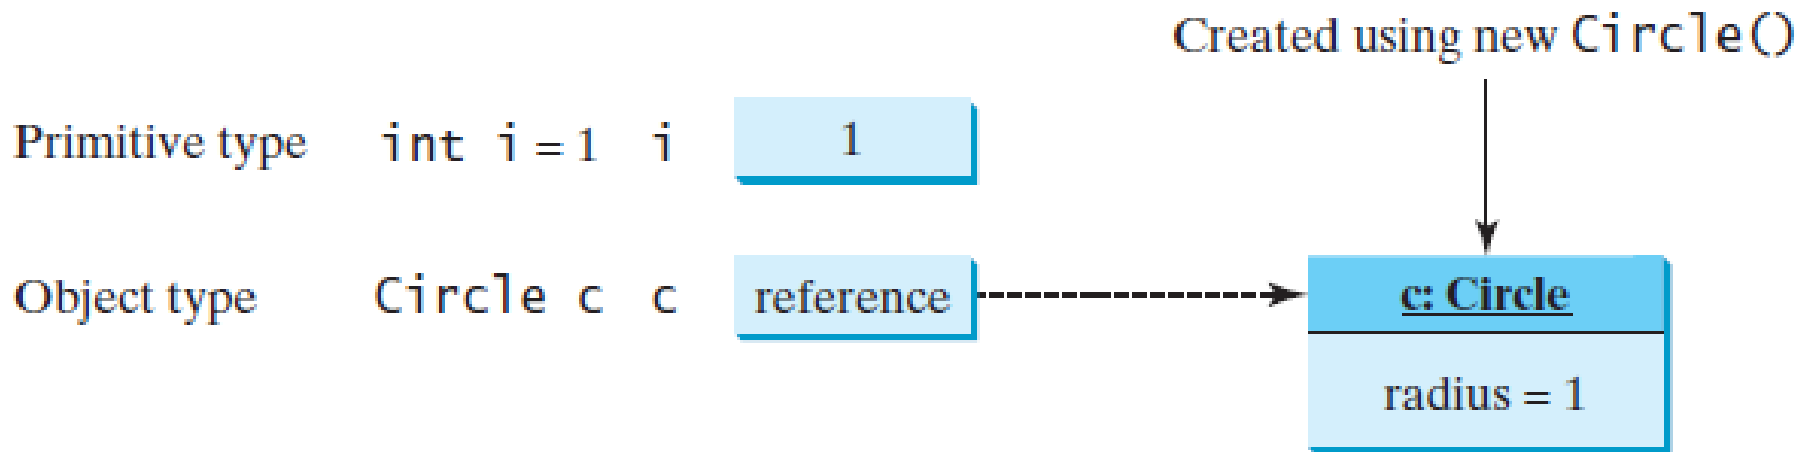 Created using new Circle()
Primitive type int i = 1 i 1
Object type Circle c c reference c: Circle
radius = 1